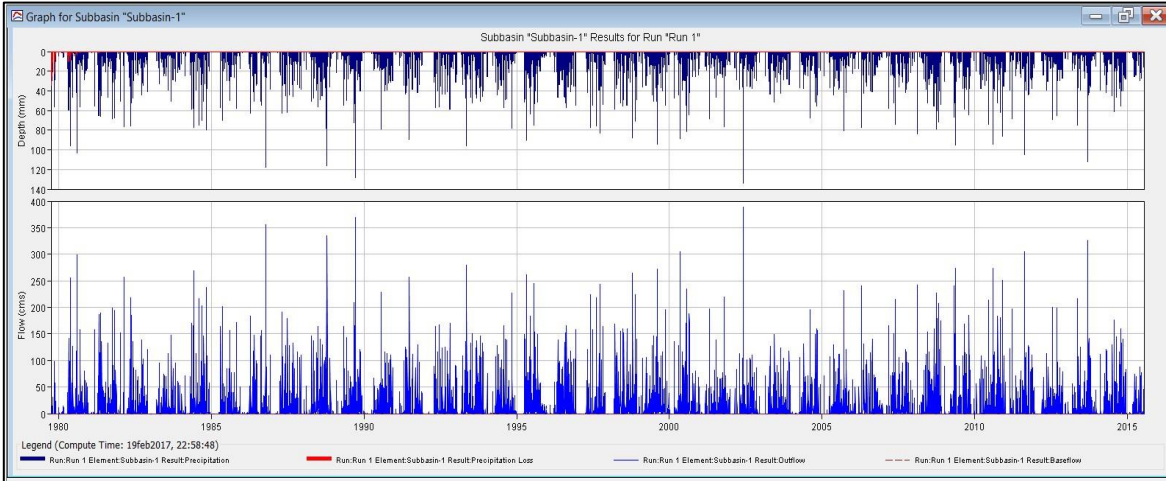 Graph for Subbasin "Subbasin-1"
Subbasin "Subbasin-1" Results for Run "Run 1"
Depth (mm)
0
20
40
60
80
100
120
140
Flow (cms)
400
350
300
250
200
150
100
50
0
1980 1985 1990 1995 2000 2005 2010 2015
Legend (Compute Time: 19feb2017, 22:58:48)
Run:Run 1 Element:Subbasin-1 Result:Precipitation Run:Run 1 Element:Subbasin-1 Result:Precipitation Loss Run:Run 1 Element:Subbasin-1 Result:Outflow Run:Run 1 Element:Subbasin-1 Result:Baseflow